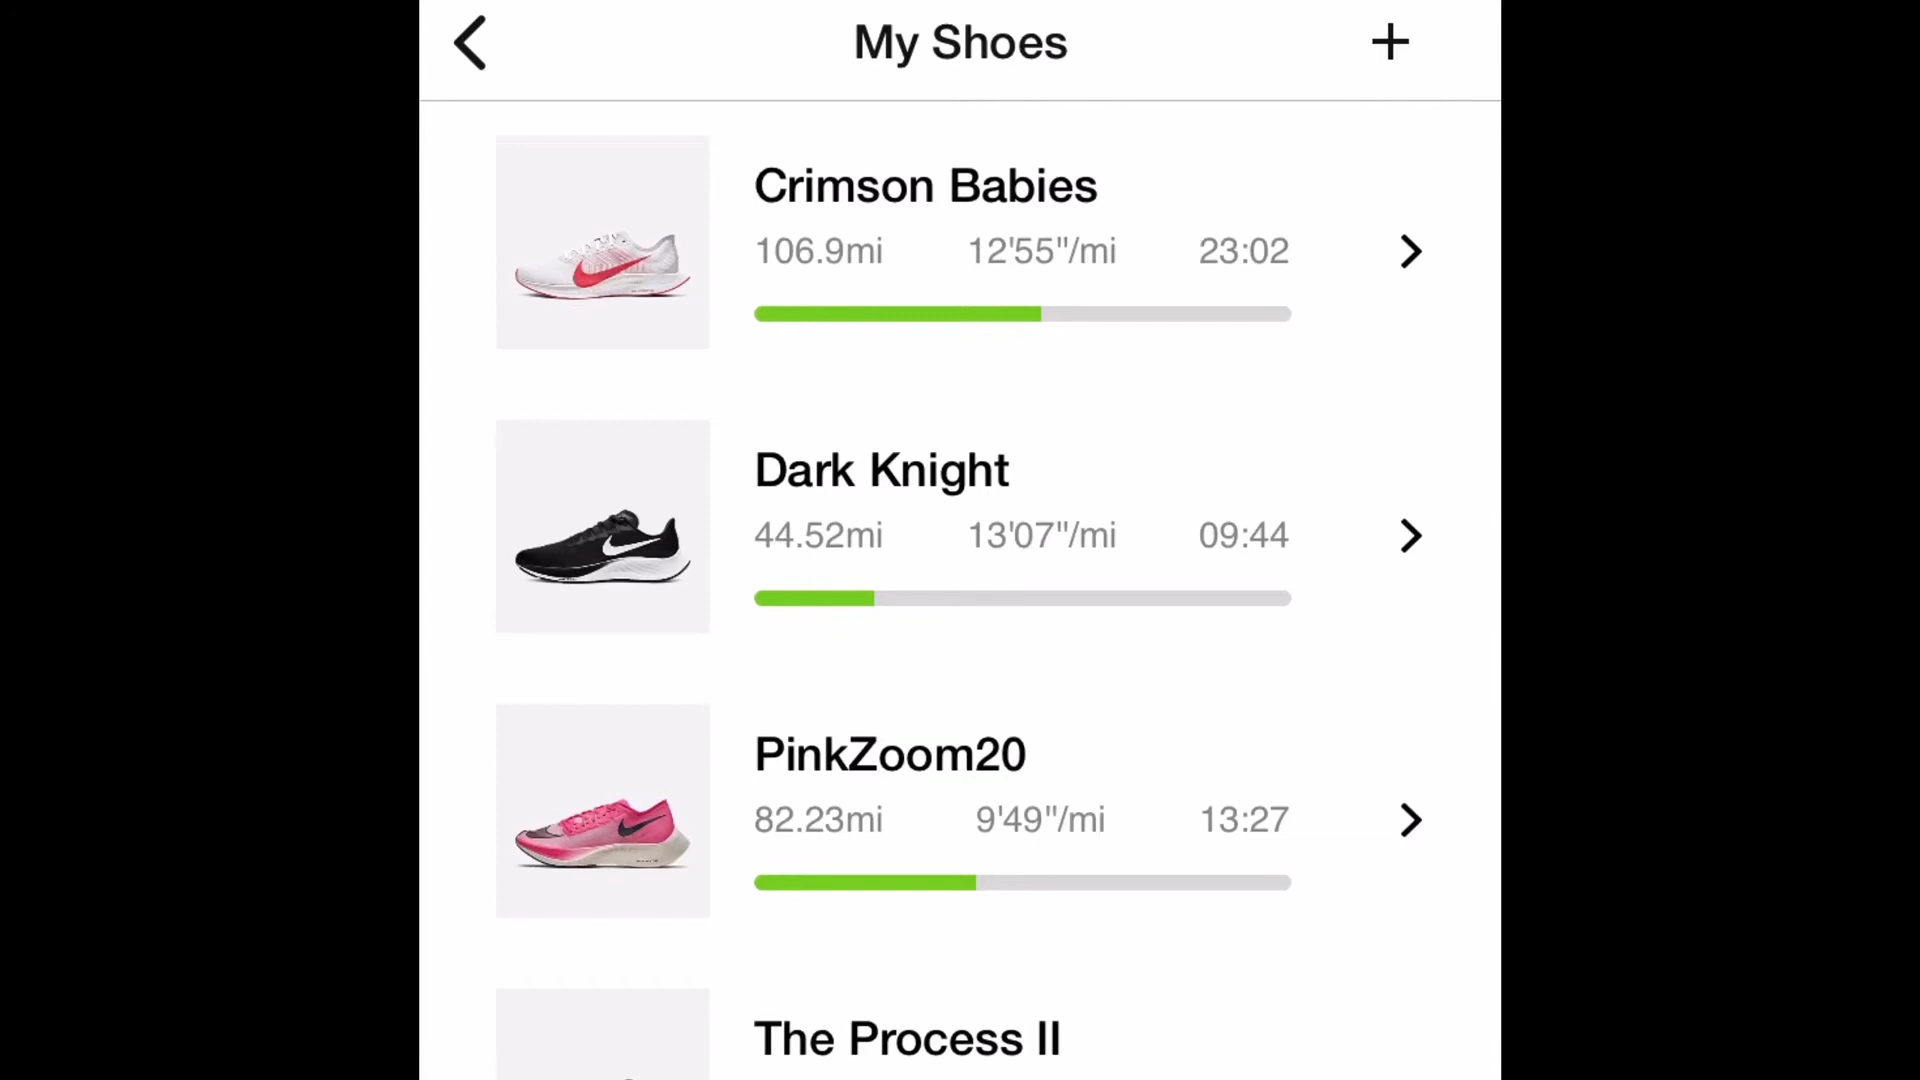 My Shoes
Crimson Babies
106.9mi 12'55"/mi 23:02
Dark Knight
44.52mi 13'07"/mi 09:44
PinkZoom20
82.23mi 9'49"/mi 13:27
The Process II